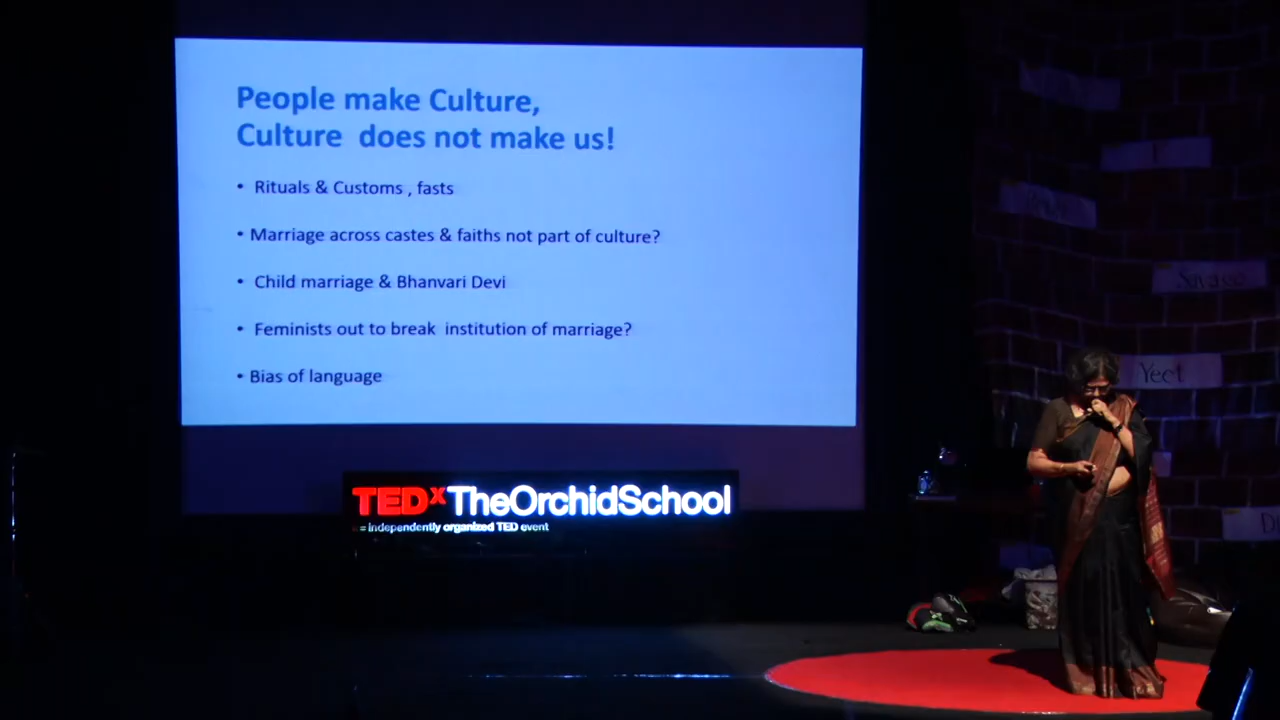 People make Culture,
Culture does not make us!
• Rituals & Customs , fasts
• Marriage across castes & faiths not part of culture?
• Child marriage & Bhanvari Devi
• Feminists out to break institution of marriage?
• Bias of language
TEDxTheOrchidSchool
= independently organized TED event
Yeet